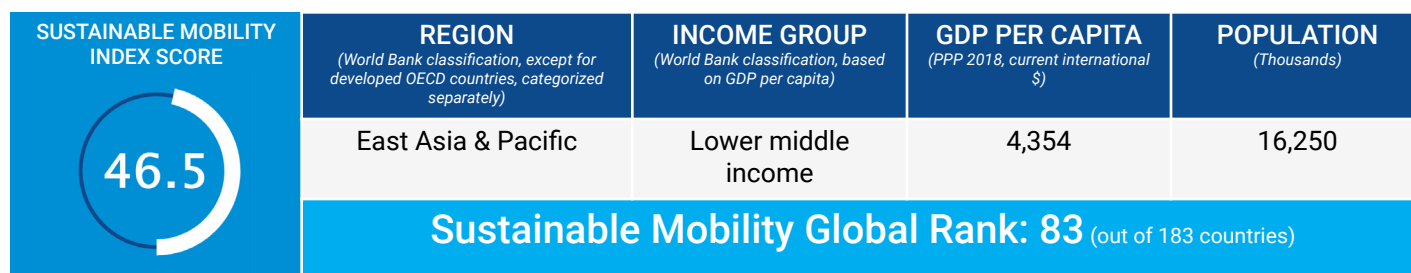 SUSTAINABLE MOBILITY
INDEX SCORE
46.5
REGION
(World Bank classification, except for
developed OECD countries, categorized
separately)
INCOME GROUP
(World Bank classification, based
on GDP per capita)
GDP PER CAPITA
(PPP 2018, current international
$)
POPULATION
(Thousands)
East Asia & Pacific
Lower middle
income
4,354
16,250
Sustainable Mobility Global Rank: 83 (out of 183 countries)